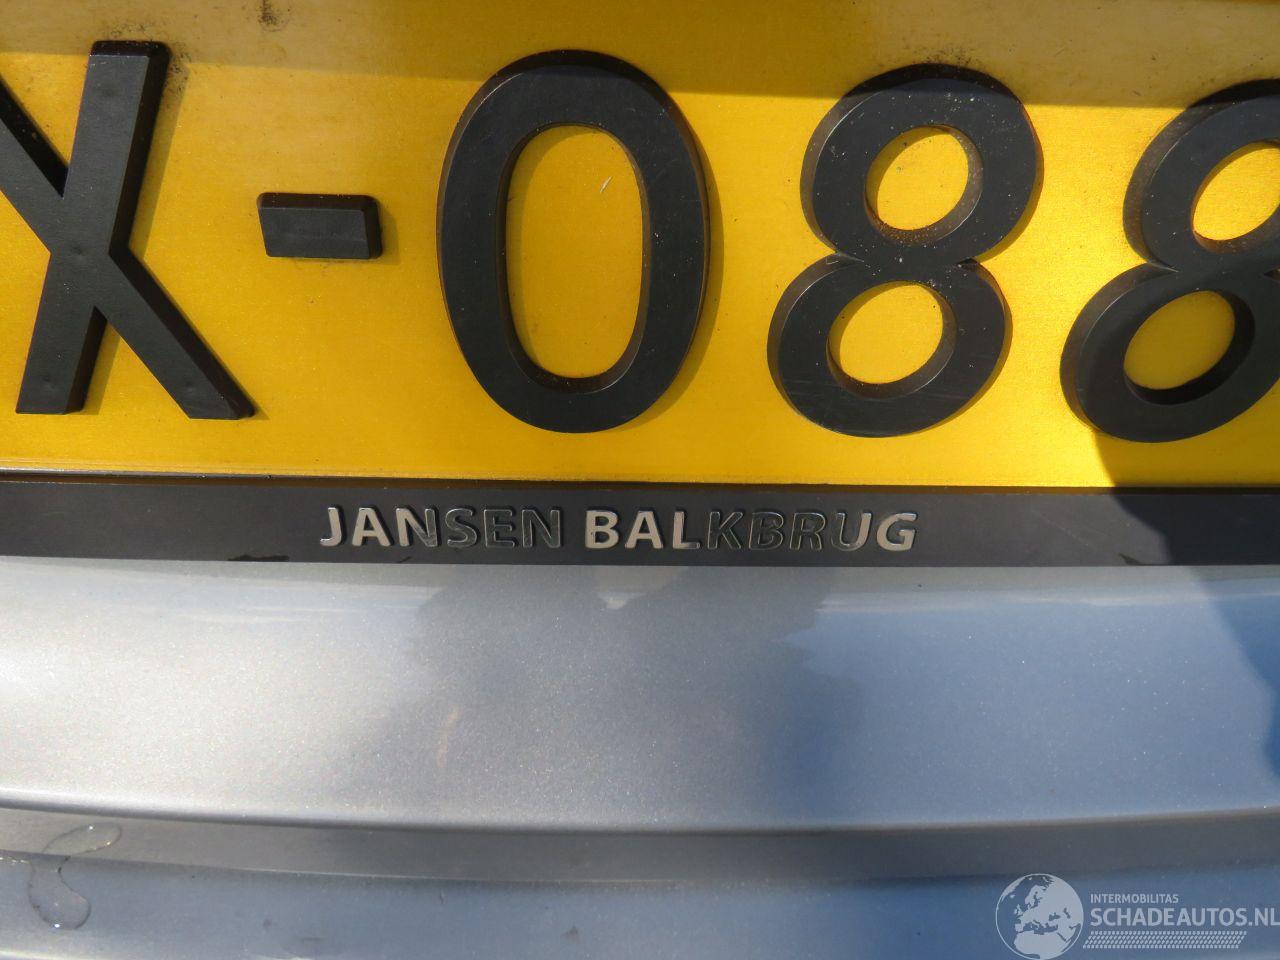 X-088
JANSEN BALKBRUG
INTERMOBILITAS
SCHADEAUTOS.NL